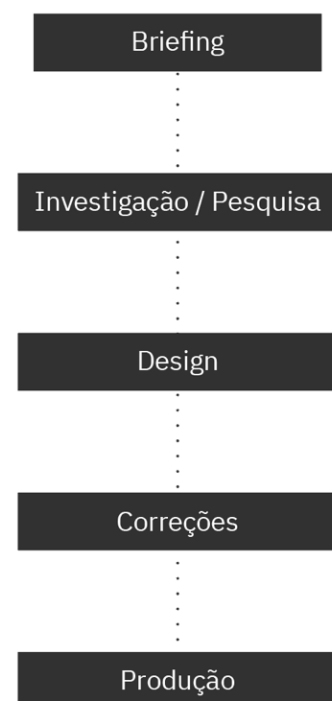 Briefing
Investigação / Pesquisa
Design
Correções
Produção